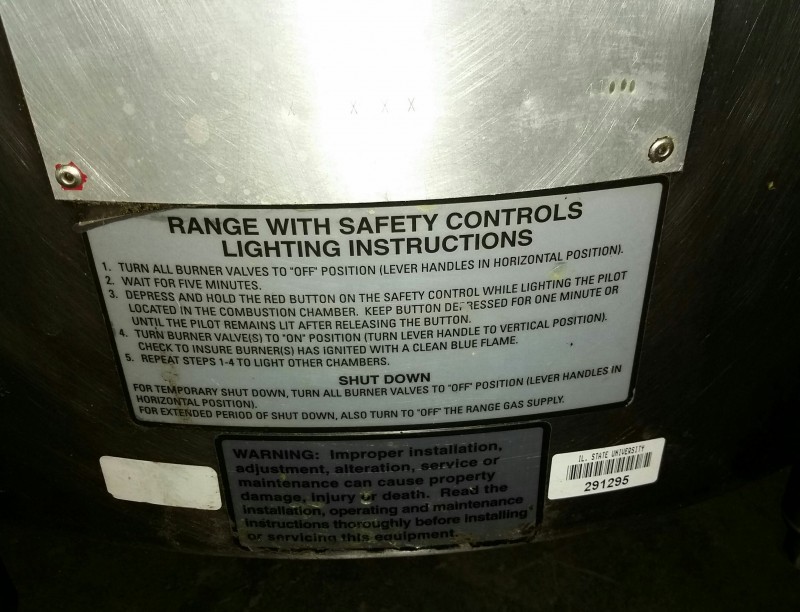 X X X X
RANGE WITH SAFETY CONTROLS
LIGHTING INSTRUCTIONS
1. TURN ALL BURNER VALVES TO "OFF" POSITION (LEVER HANDLES IN HORIZONTAL POSITION).
2. WAIT FOR FIVE MINUTES.
3. DEPRESS AND HOLD THE RED BUTTON ON THE SAFETY CONTROL WHILE LIGHTING THE PILOT
LOCATED IN THE COMBUSTION CHAMBER. KEEP BUTTON DEPRESSED FOR ONE MINUTE OR
UNTIL THE PILOT REMAINS LIT AFTER RELEASING THE BUTTON.
4. TURN BURNER VALVE(S) TO "ON" POSITION (TURN LEVER HANDLE TO VERTICAL POSITION).
CHECK TO INSURE BURNER(S) HAS IGNITED WITH A CLEAN BLUE FLAME.
5. REPEAT STEPS 1-4 TO LIGHT OTHER CHAMBERS.
SHUT DOWN
FOR TEMPORARY SHUT DOWN, TURN ALL BURNER VALVES TO "OFF" POSITION (LEVER HANDLES IN
HORIZONTAL POSITION).
FOR EXTENDED PERIOD OF SHUT DOWN, ALSO TURN TO "OFF" THE RANGE GAS SUPPLY.
WARNING: Improper installation,
adjustment, alteration, service or
maintenance can cause property
damage, injury or death. Read the
installation, operating and maintenance
instructions thoroughly before installing
or servicing this equipment.
IL. STATE UNIVERSITY
291295